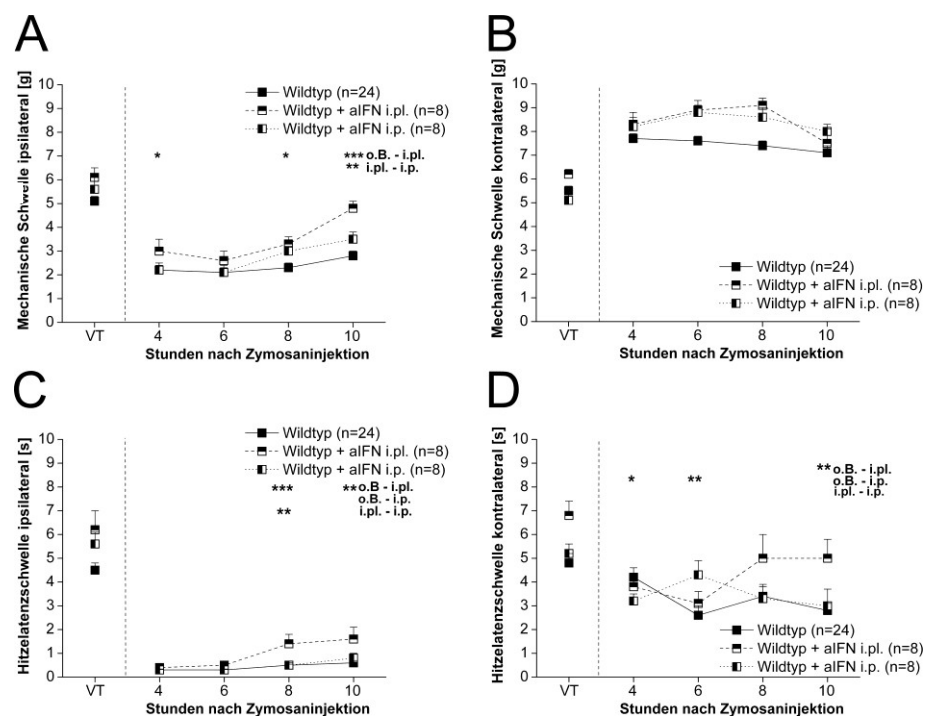 A
Mechanische Schwelle ipsilateral [g]
10
9
8
7
6
5
4
3
2
1
0
Wildtyp (n=24)
Wildtyp + aIFN i.pl. (n=8)
Wildtyp + aIFN i.p. (n=8)
* * *** o.B. - i.pl.
** i.pl. - i.p.
VT 4 6 8 10
Stunden nach Zymosaninjektion
B
Mechanische Schwelle kontralateral [g]
10
9
8
7
6
5
4
3
2
1
0
Wildtyp (n=24)
Wildtyp + aIFN i.pl. (n=8)
Wildtyp + aIFN i.p. (n=8)
VT 4 6 8 10
Stunden nach Zymosaninjektion
C
Hitzelatenzschwelle ipsilateral [s]
10
9
8
7
6
5
4
3
2
1
0
Wildtyp (n=24)
Wildtyp + aIFN i.pl. (n=8)
Wildtyp + aIFN i.p. (n=8)
*** ** o.B - i.pl.
o.B. - i.p.
** i.pl. - i.p.
VT 4 6 8 10
Stunden nach Zymosaninjektion
D
Hitzelatenzschwelle kontralateral [s]
10
9
8
7
6
5
4
3
2
1
0
* ** ** o.B. - i.pl.
o.B. - i.p.
i.pl. - i.p.
Wildtyp (n=24)
Wildtyp + aIFN i.pl. (n=8)
Wildtyp + aIFN i.p. (n=8)
VT 4 6 8 10
Stunden nach Zymosaninjektion